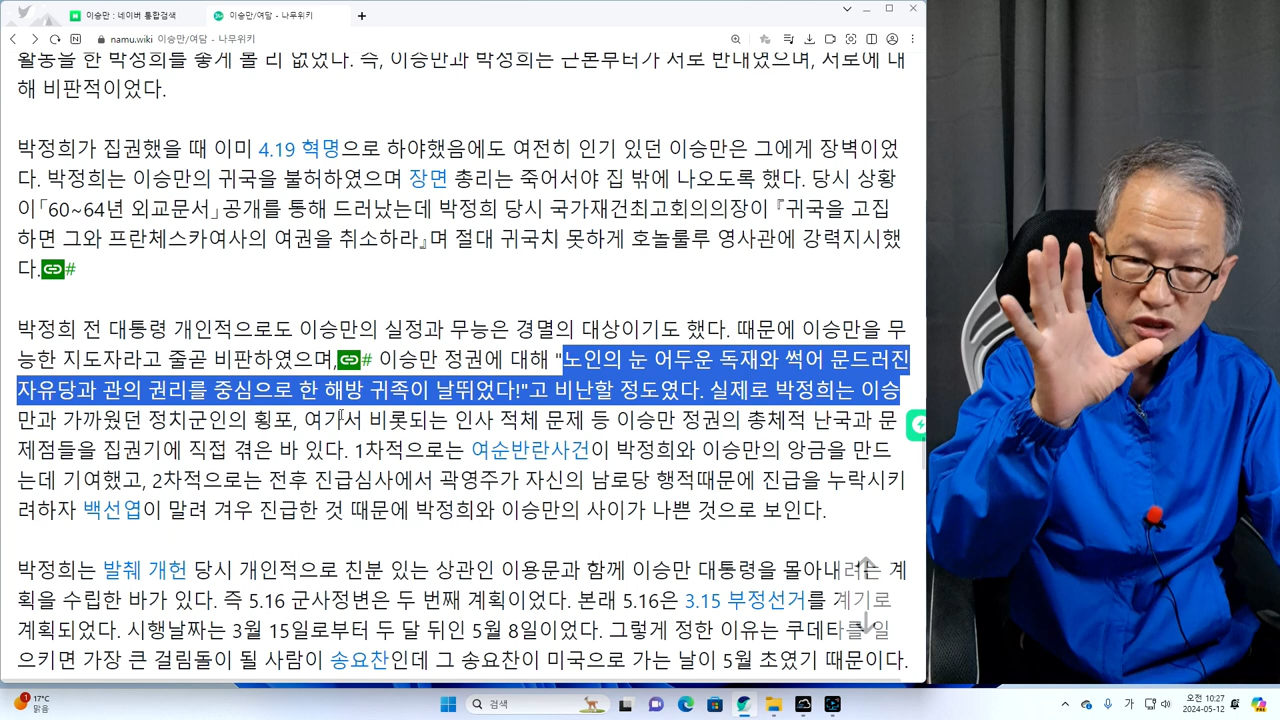 이승만 : 네이버 통합검색
이승만/여담 - 나무위키
namu.wiki 이승만/여담 - 나무위키
활동을 한 박정희를 좋게 볼 리 없었다. 즉, 이승만과 박정희는 근본부터가 서로 반대였으며, 서로에 대
해 비판적이었다.
박정희가 집권했을 때 이미 4.19 혁명으로 하야했음에도 여전히 인기 있던 이승만은 그에게 장벽이었
다. 박정희는 이승만의 귀국을 불허하였으며 장면 총리는 죽어서야 집 밖에 나오도록 했다. 당시 상황
이「60~64년 외교문서」공개를 통해 드러났는데 박정희 당시 국가재건최고회의의장이 『귀국을 고집
하면 그와 프란체스카여사의 여권을 취소하라』며 절대 귀국치 못하게 호놀룰루 영사관에 강력지시했
다.#
박정희 전 대통령 개인적으로도 이승만의 실정과 무능은 경멸의 대상이기도 했다. 때문에 이승만을 무
능한 지도자라고 줄곧 비판하였으며,# 이승만 정권에 대해 "노인의 눈 어두운 독재와 썩어 문드러진
자유당과 관의 권리를 중심으로 한 해방 귀족이 날뛰었다!"고 비난할 정도였다. 실제로 박정희는 이승
만과 가까웠던 정치군인의 횡포, 여기서 비롯되는 인사 적체 문제 등 이승만 정권의 총체적 난국과 문
제점들을 집권기에 직접 겪은 바 있다. 1차적으로는 여순반란사건이 박정희와 이승만의 앙금을 만드
는데 기여했고, 2차적으로는 전후 진급심사에서 곽영주가 자신의 남로당 행적때문에 진급을 누락시키
려하자 백선엽이 말려 겨우 진급한 것 때문에 박정희와 이승만의 사이가 나쁜 것으로 보인다.
박정희는 발췌 개헌 당시 개인적으로 친분 있는 상관인 이용문과 함께 이승만 대통령을 몰아내려는 계
획을 수립한 바가 있다. 즉 5.16 군사정변은 두 번째 계획이었다. 본래 5.16은 3.15 부정선거를 계기로
계획되었다. 시행날짜는 3월 15일로부터 두 달 뒤인 5월 8일이었다. 그렇게 정한 이유는 쿠데타를 일
으키면 가장 큰 걸림돌이 될 사람이 송요찬인데 그 송요찬이 미국으로 가는 날이 5월 초였기 때문이다.
1
17°C
맑음
검색
가
오전 10:27
2024-05-12